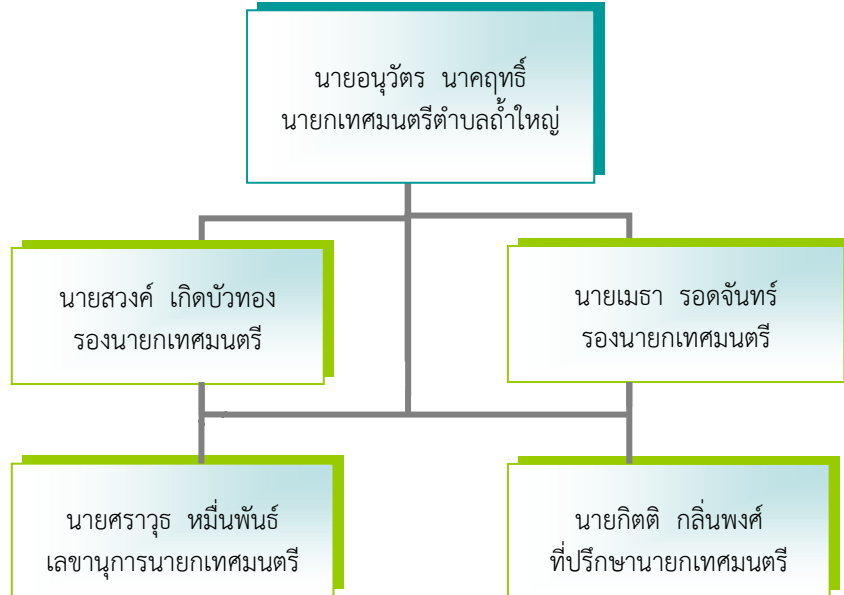 นายอนุวัตร นาคฤทธิ์
นายกเทศมนตรีตำบลถ้ำใหญ่
นายสวงค์ เกิดบัวทอง
รองนายกเทศมนตรี
นายเมธา รอดจันทร์
รองนายกเทศมนตรี
นายศราวุธ หมื่นพันธ์
เลขานุการนายกเทศมนตรี
นายกิตติ กลิ่นพงศ์
ที่ปรึกษานายกเทศมนตรี